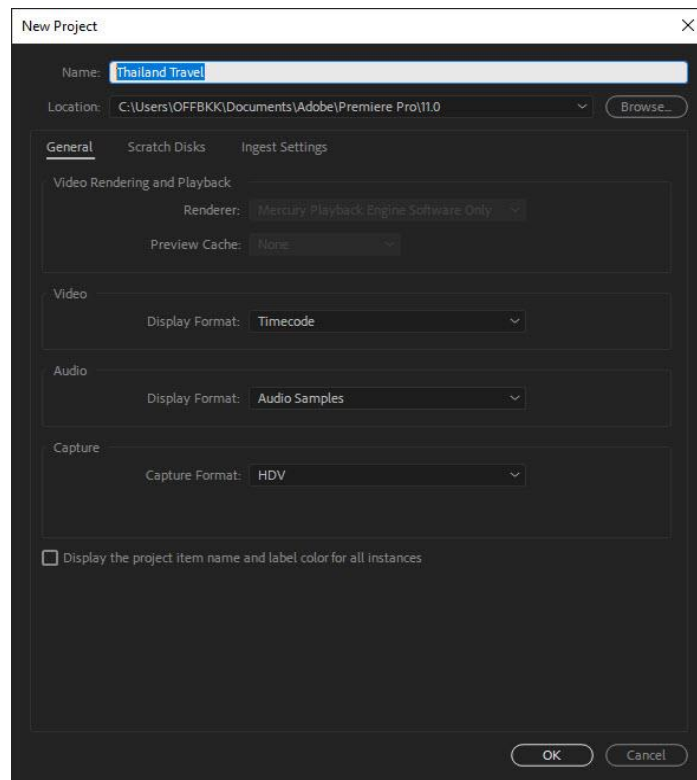 New Project
Name: Thailand Travel
Location: C:\Users\OFFBKK\Documents\Adobe\Premiere Pro\11.0 Browse...
General Scratch Disks Ingest Settings
Video Rendering and Playback
Renderer: Mercury Playback Engine Software Only
Preview Cache: None
Video
Display Format: Timecode
Audio
Display Format: Audio Samples
Capture
Capture Format: HDV
Display the project item name and label color for all instances
OK Cancel